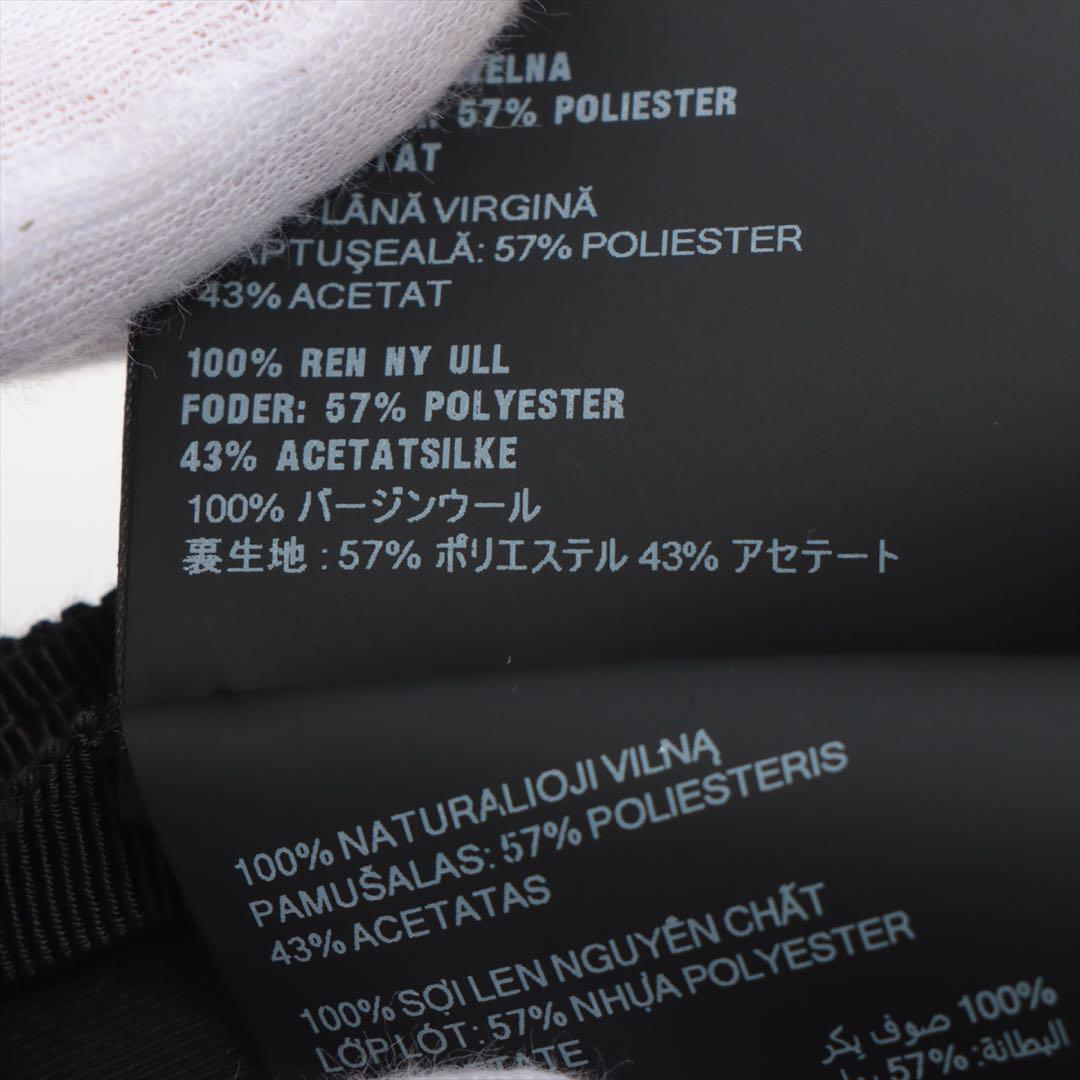 57% POLIESTER
LÂNĂ VIRGINĂ
43% ACETAT
100% REN NY ULL
FODER: 57% POLYESTER
43% ACETATSILKE
100% バージンウール
裏生地 : 57% ポリエステル 43% アセテート
100% NATURALIOJI VILNĄ
PAMUŠALAS: 57% POLIESTERIS
43% ACETATAS
100% SỢI LEN NGUYÊN CHẤT
LỚP LÓT: 57% NHỰA POLYESTER
100% صوف بكر
البطانة: 57%